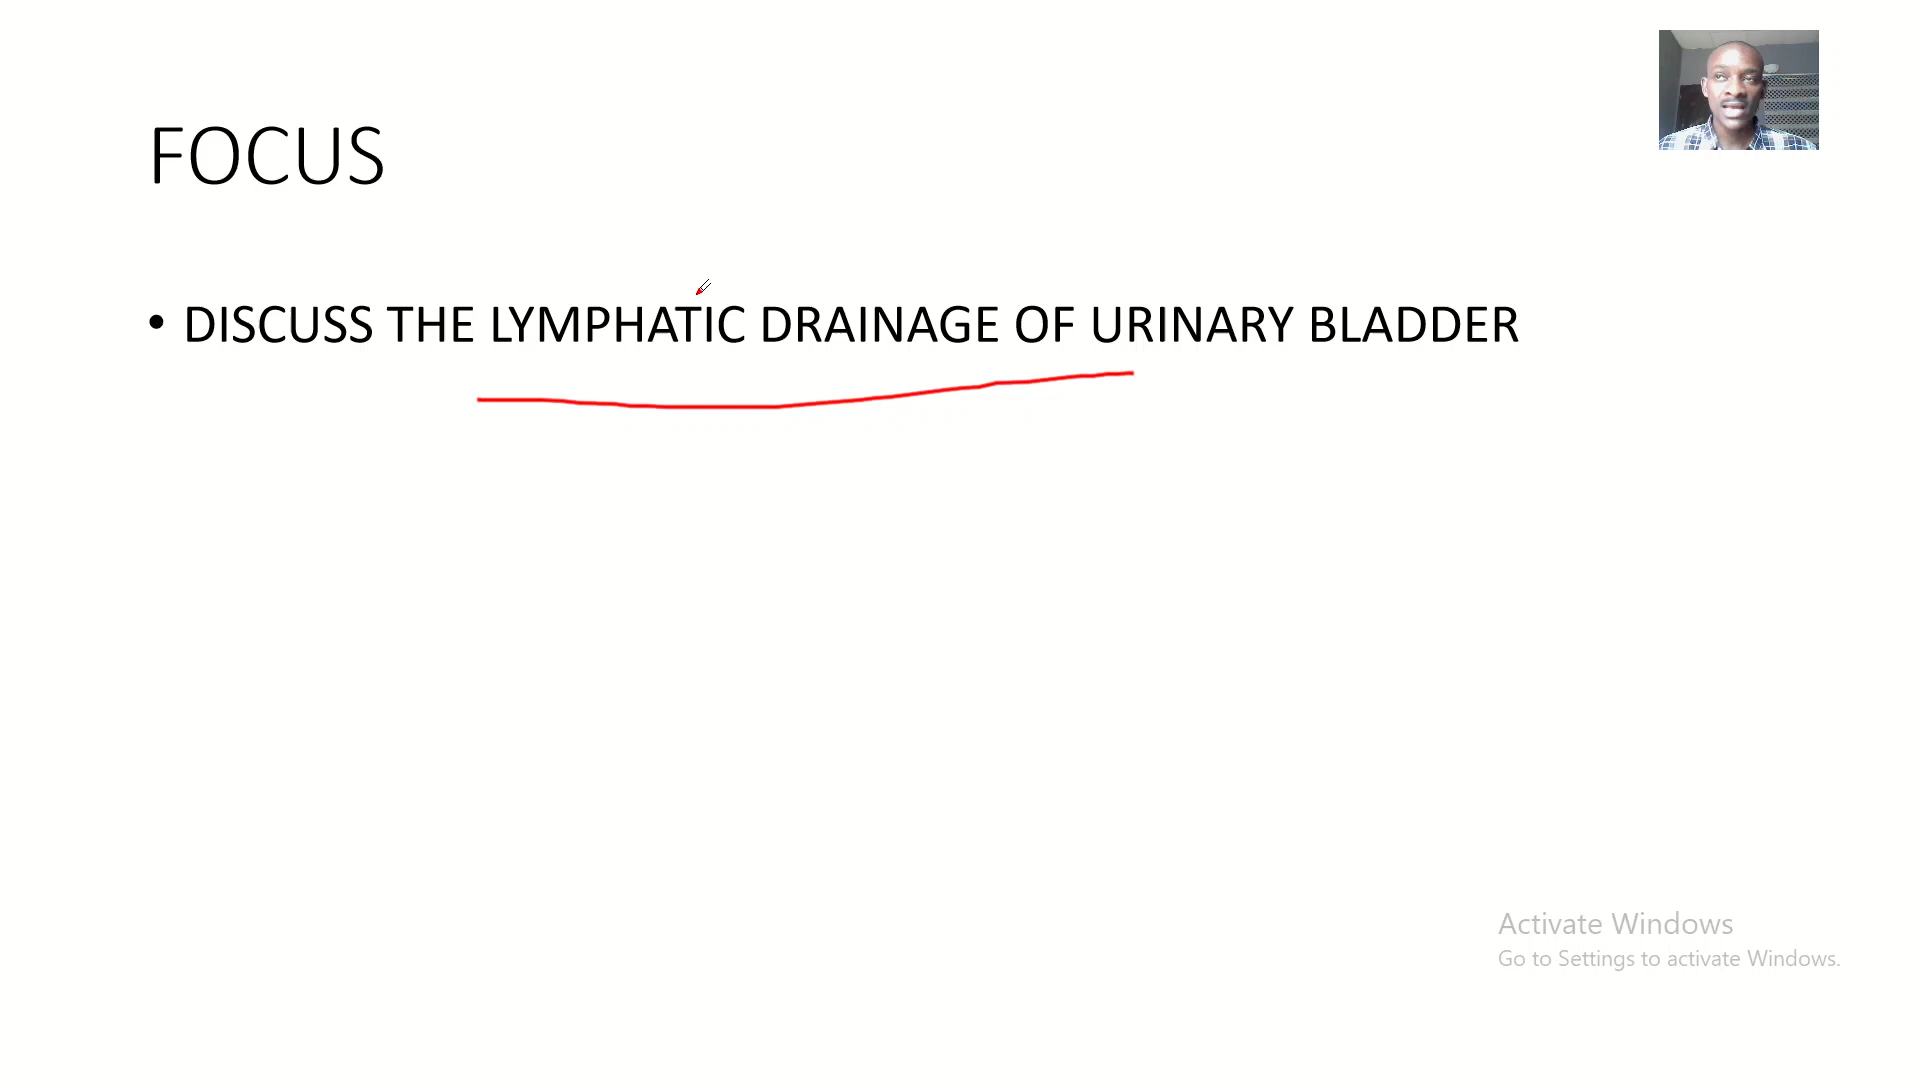 FOCUS
• DISCUSS THE LYMPHATIC DRAINAGE OF URINARY BLADDER
Activate Windows
Go to Settings to activate Windows.